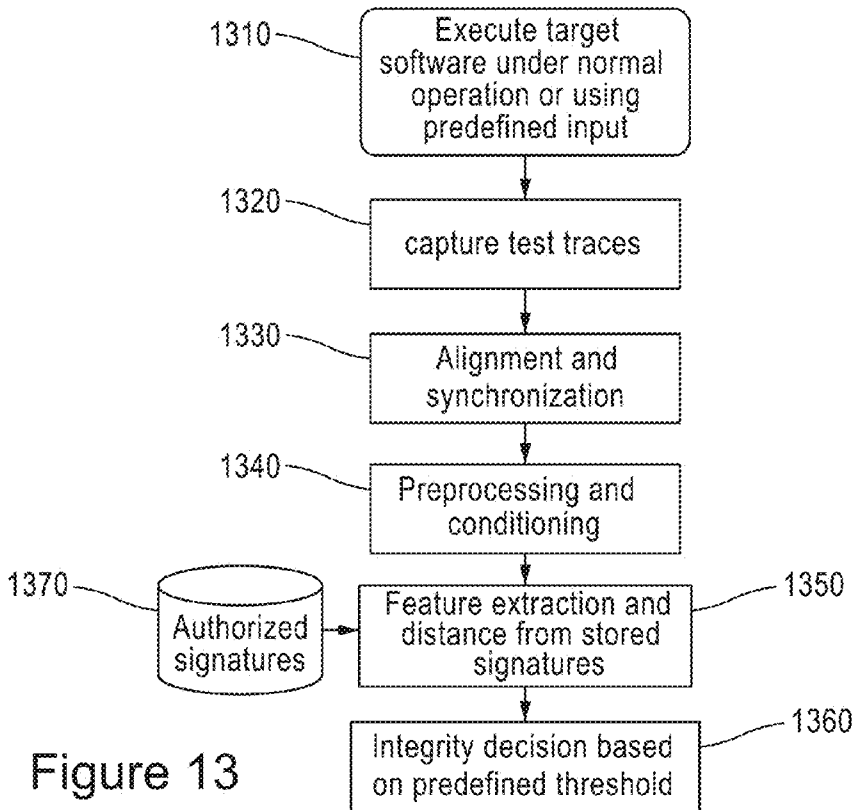 1310
Execute target
software under normal
operation or using
predefined input
1320
capture test traces
1330
Alignment and
synchronization
1340
Preprocessing and
conditioning
1370
Authorized
signatures
1350
Feature extraction and
distance from stored
signatures
1360
Integrity decision based
on predefined threshold
Figure 13